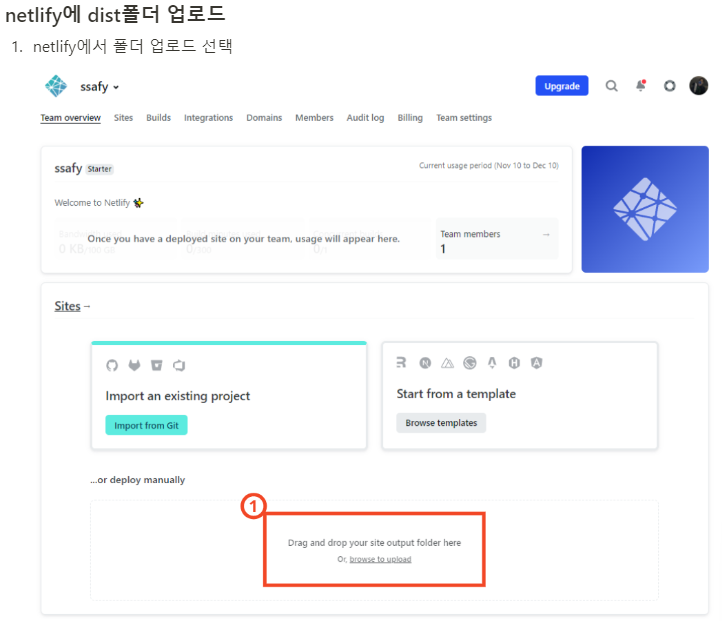 netlify에 dist폴더 업로드
1. netlify에서 폴더 업로드 선택
ssafy
Upgrade
Team overview Sites Builds Integrations Domains Members Audit log Billing Team settings
ssafy Starter
Current usage period (Nov 10 to Dec 10)
Welcome to Netlify
Once you have a deployed site on your team, usage will appear here.
0 KB/100 GB
Team members →
1
Sites →
Import an existing project
Import from Git
Start from a template
Browse templates
...or deploy manually
1
Drag and drop your site output folder here
Or, browse to upload